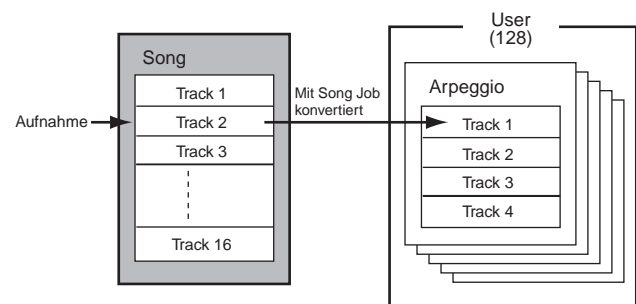 Aufnahme
Song
Track 1
Track 2
Track 3
Track 16
Mit Song Job
konvertiert
User
(128)
Arpeggio
Track 1
Track 2
Track 3
Track 4